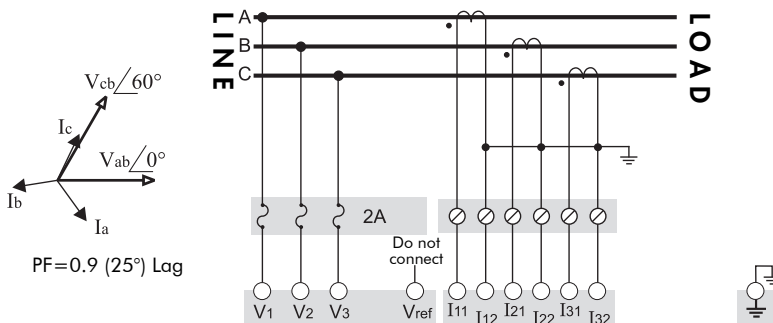 LINE
A
B
C
LOAD
Vcb/60°
Ic
Vab/0°
Ib
Ia
PF=0.9 (25°) Lag
2A
Do not
connect
V1 V2 V3 Vref I11 I12 I21 I22 I31 I32